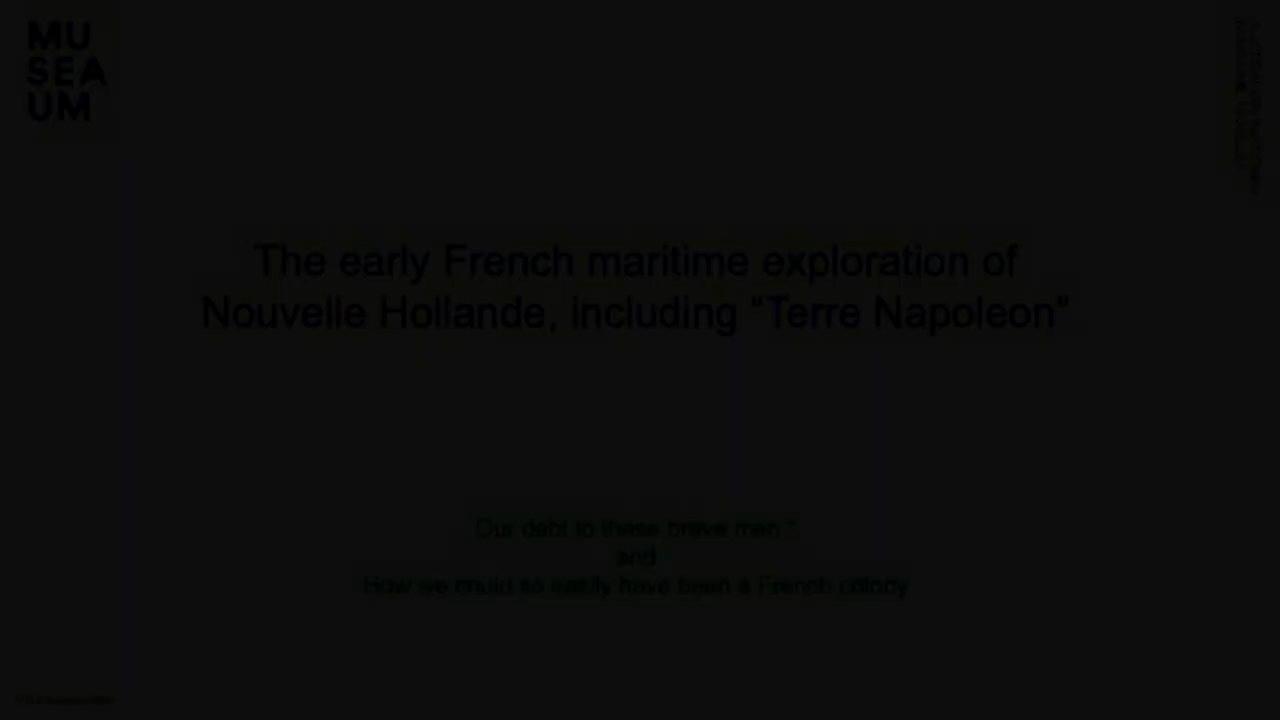 MU
SEA
UM
The early French maritime exploration of
Nouvelle Hollande, including "Terre Napoleon"
Our debt to these brave men *
and
How we could so easily have been a French colony